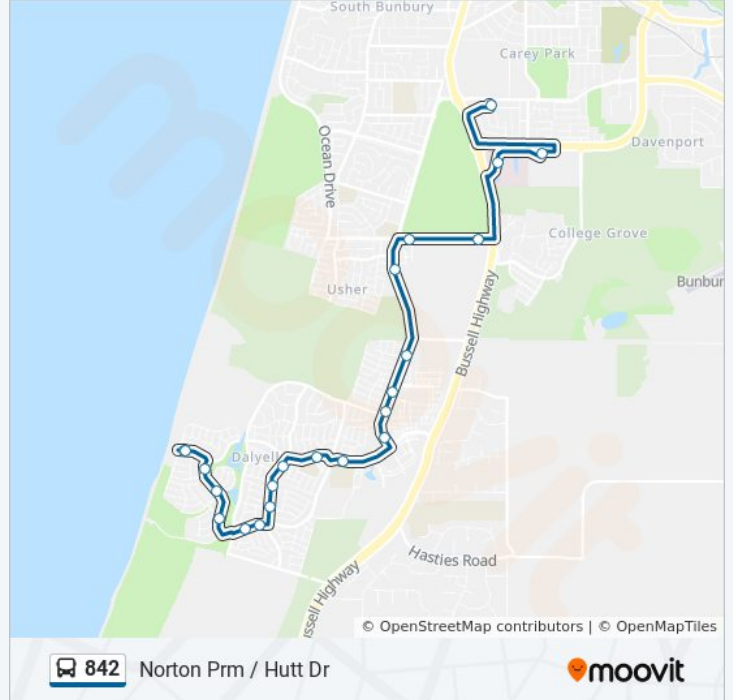 South Bunbury
Carey Park
Ocean Drive
Davenport
College Grove
Usher
Bunbur
Bussell Highway
Dalyell
Hasties Road
ssell Highway
© OpenStreetMap contributors | © OpenMapTiles
842 Norton Prm / Hutt Dr
moovit